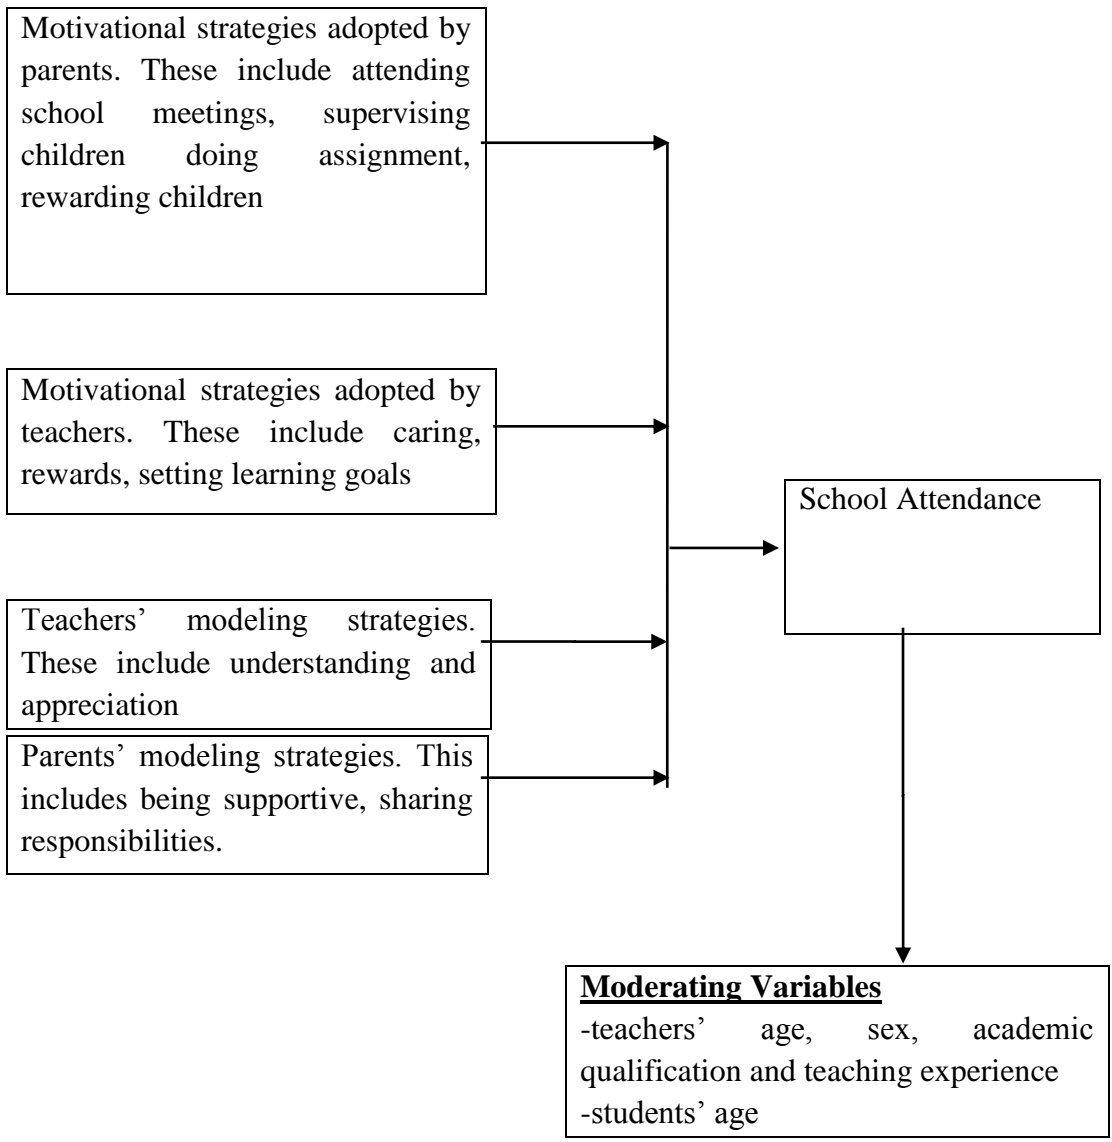 Motivational strategies adopted by
parents. These include attending
school meetings, supervising
children doing assignment,
rewarding children
Motivational strategies adopted by
teachers. These include caring,
rewards, setting learning goals
School Attendance
Teachers’ modeling strategies.
These include understanding and
appreciation
Parents’ modeling strategies. This
includes being supportive, sharing
responsibilities.
Moderating Variables
-teachers’ age, sex, academic
qualification and teaching experience
-students’ age